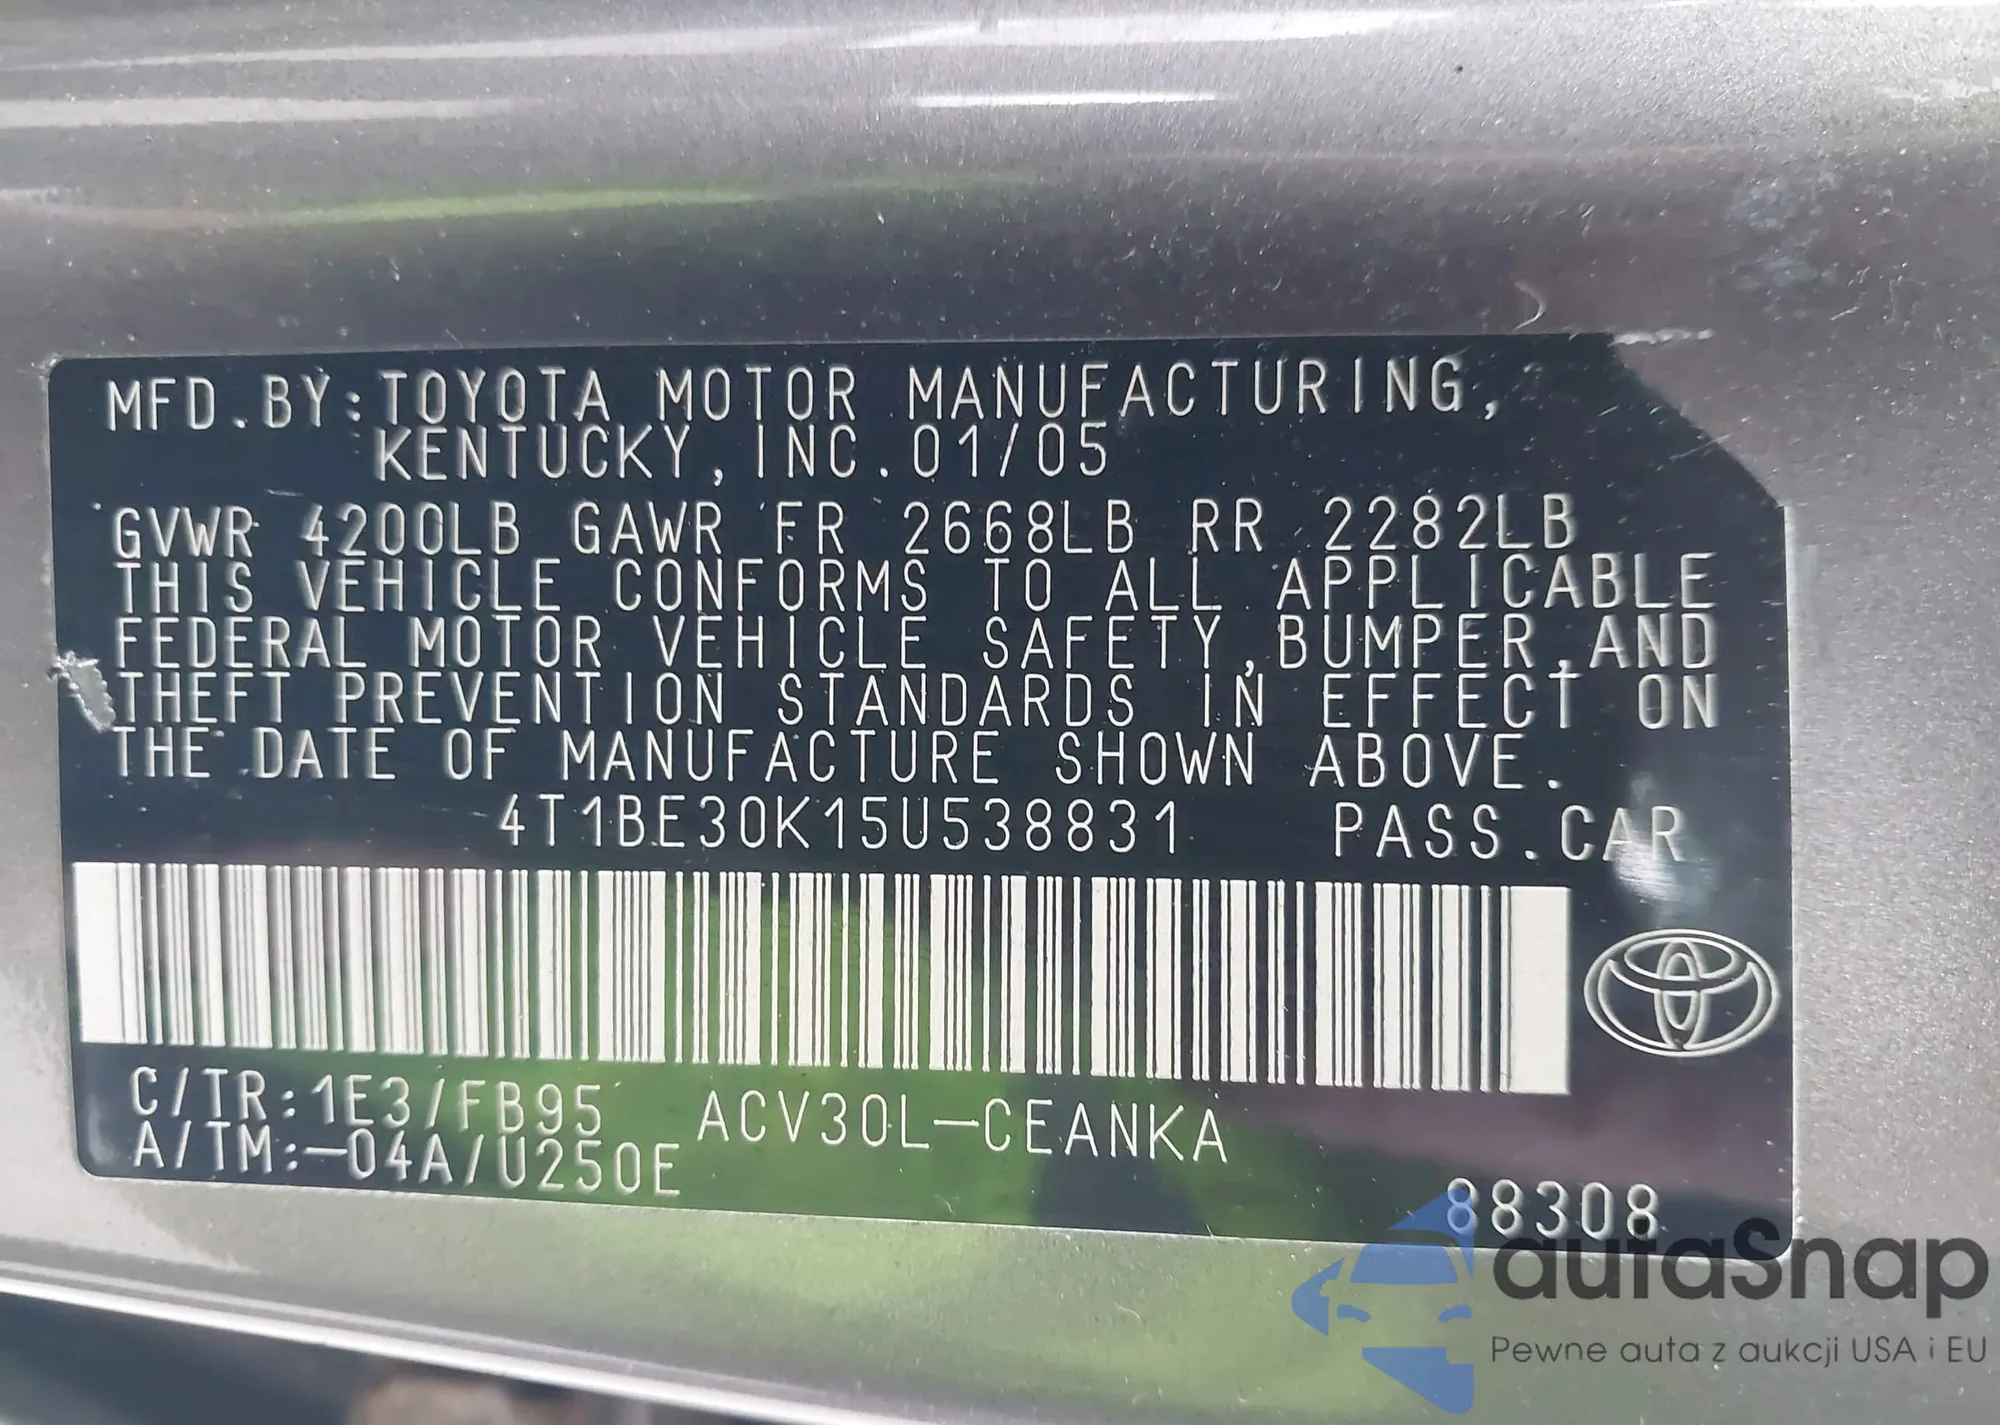 MFD.BY:TOYOTA MOTOR MANUFACTURING,
KENTUCKY,INC.01/05
GVWR 4200LB GAWR FR 2668LB RR 2282LB
THIS VEHICLE CONFORMS TO ALL APPLICABLE
FEDERAL MOTOR VEHICLE SAFETY,BUMPER,AND
THEFT PREVENTION STANDARDS IN EFFECT ON
THE DATE OF MANUFACTURE SHOWN ABOVE.
4T1BE30K15U538831 PASS.CAR
C/TR:1E3/FB95 ACV30L-CEANKA
A/TM:-04A/U250E
88308
autaSnap
Pewne auta z aukcji USA i EU